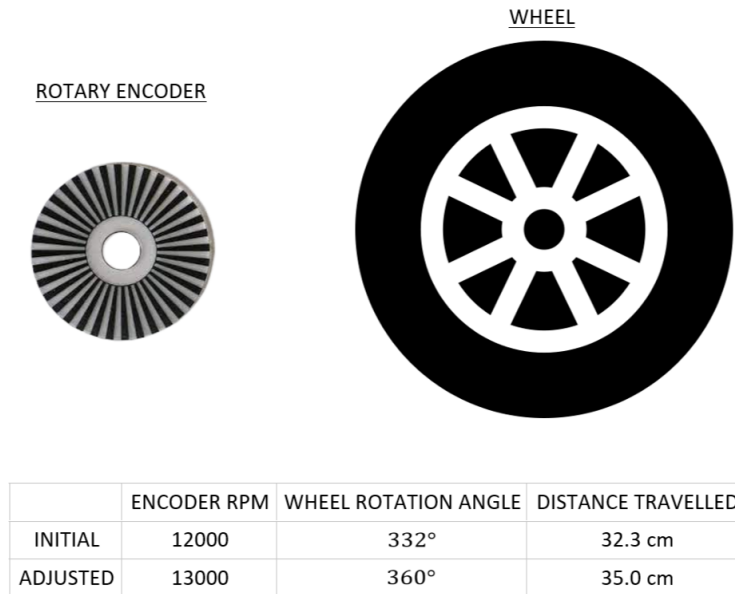 WHEEL
ROTARY ENCODER
ENCODER RPM WHEEL ROTATION ANGLE DISTANCE TRAVELLED
INITIAL 12000 332° 32.3 cm
ADJUSTED 13000 360° 35.0 cm